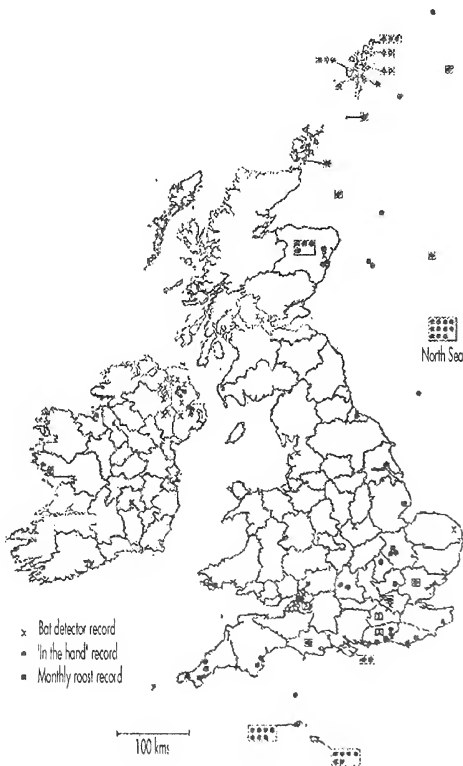 North Sea
Bat detector record
'In the hand' record
Monthly roost record
100 kms